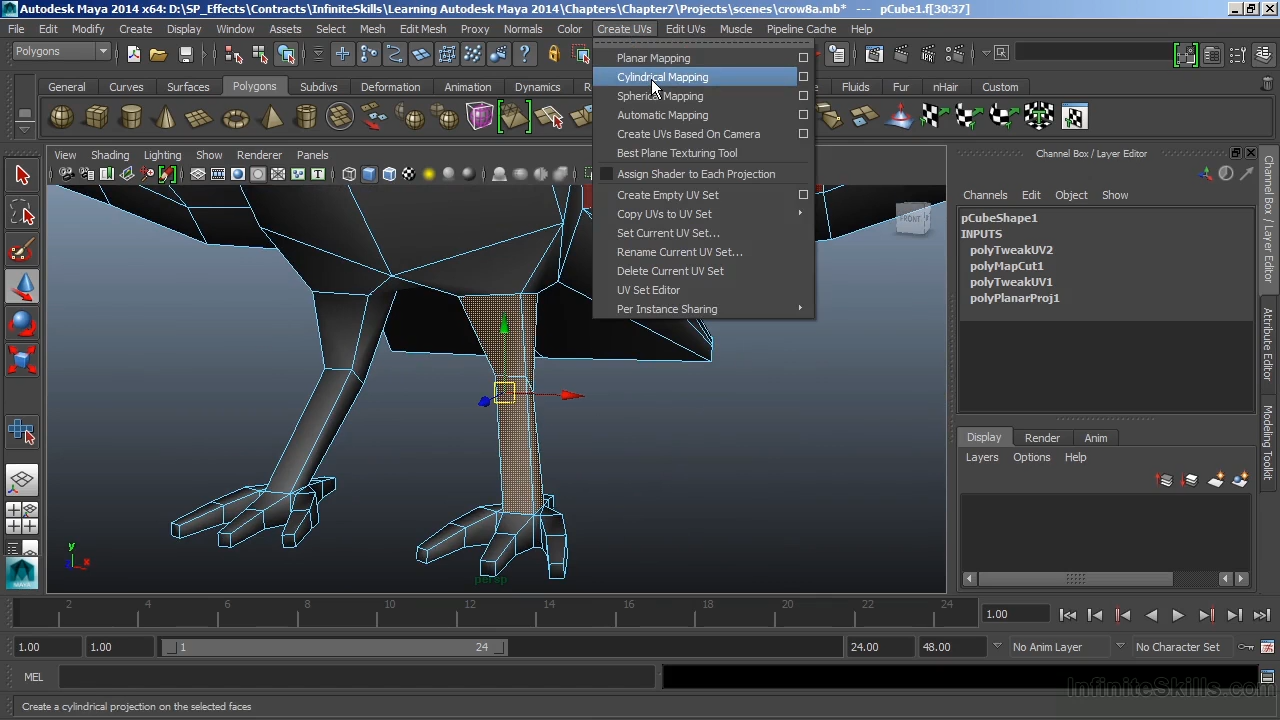 Autodesk Maya 2014 x64: D:\SP_Effects\Contracts\InfiniteSkills\Learning Autodesk Maya 2014\Chapters\Chapter7\Projects\scenes\crow8a.mb* --- pCube1.f[30:37]
File Edit Modify Create Display Window Assets Select Mesh Edit Mesh Proxy Normals Color Create UVs Edit UVs Muscle Pipeline Cache Help
Polygons
General Curves Surfaces Polygons Subdivs Deformation Animation Dynamics Fluids Fur nHair Custom
Planar Mapping
Cylindrical Mapping
Spherical Mapping
Automatic Mapping
Create UVs Based On Camera
Best Plane Texturing Tool
Assign Shader to Each Projection
Create Empty UV Set
Copy UVs to UV Set
Set Current UV Set...
Rename Current UV Set...
Delete Current UV Set
UV Set Editor
Per Instance Sharing
View Shading Lighting Show Renderer Panels
FRONT
persp
y
x
Channel Box / Layer Editor
Channels Edit Object Show
pCubeShape1
INPUTS
polyTweakUV2
polyMapCut1
polyTweakUV1
polyPlanarProj1
Display Render Anim
Layers Options Help
Channel Box / Layer Editor
Attribute Editor
Modeling Toolkit
2 4 6 8 10 12 14 16 18 20 22 24
1.00
1.00 1.00 1 24 24.00 48.00 No Anim Layer No Character Set
MEL
Create a cylindrical projection on the selected faces
InfiniteSkills.com